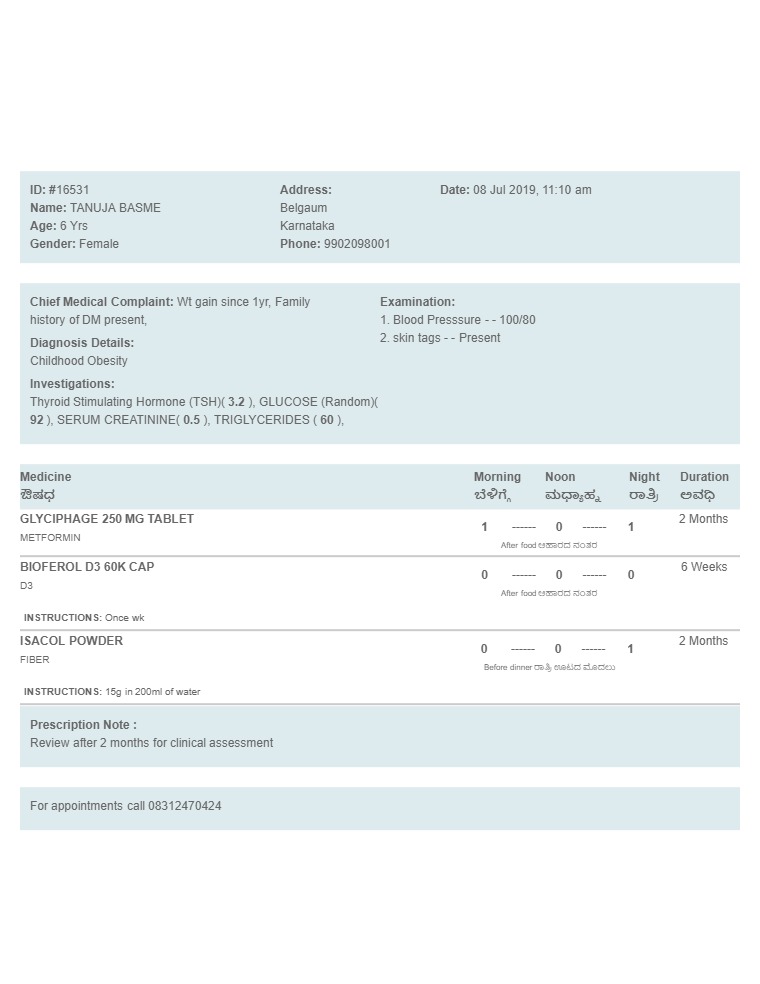 ID: #16531
Name: TANUJA BASME
Age: 6 Yrs
Gender: Female
Address:
Belgaum
Karnataka
Phone: 9902098001
Date: 08 Jul 2019, 11:10 am
Chief Medical Complaint: Wt gain since 1yr, Family
history of DM present,
Diagnosis Details:
Childhood Obesity
Investigations:
Thyroid Stimulating Hormone (TSH)( 3.2 ), GLUCOSE (Random)(
92 ), SERUM CREATININE( 0.5 ), TRIGLYCERIDES ( 60 ),
Examination:
1. Blood Presssure - - 100/80
2. skin tags - - Present
Medicine Morning Noon Night Duration
ಔಷಧ ಬೆಳಿಗ್ಗೆ ಮಧ್ಯಾಹ್ನ ರಾತ್ರಿ ಅವಧಿ
GLYCIPHAGE 250 MG TABLET 2 Months
1 ------ 0 ------ 1
METFORMIN
After food ಆಹಾರದ ನಂತರ
BIOFEROL D3 60K CAP 6 Weeks
0 ------ 0 ------ 0
D3
After food ಆಹಾರದ ನಂತರ
INSTRUCTIONS: Once wk
ISACOL POWDER 2 Months
0 ------ 0 ------ 1
FIBER
Before dinner ರಾತ್ರಿ ಊಟದ ಮೊದಲು
INSTRUCTIONS: 15g in 200ml of water
Prescription Note :
Review after 2 months for clinical assessment
For appointments call 08312470424